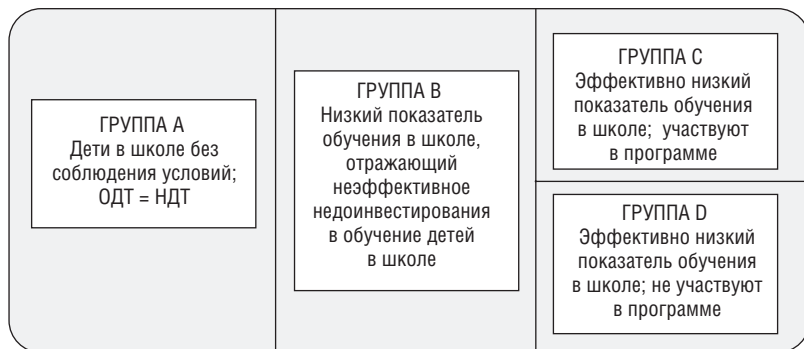 ГРУППА A
Дети в школе без
соблюдения условий;
ОДТ = НДТ
ГРУППА B
Низкий показатель
обучения в школе,
отражающий
неэффективное
недоинвестирования
в обучение детей
в школе
ГРУППА C
Эффективно низкий
показатель обучения
в школе; участвуют
в программе
ГРУППА D
Эффективно низкий
показатель обучения
в школе; не участвуют
в программе